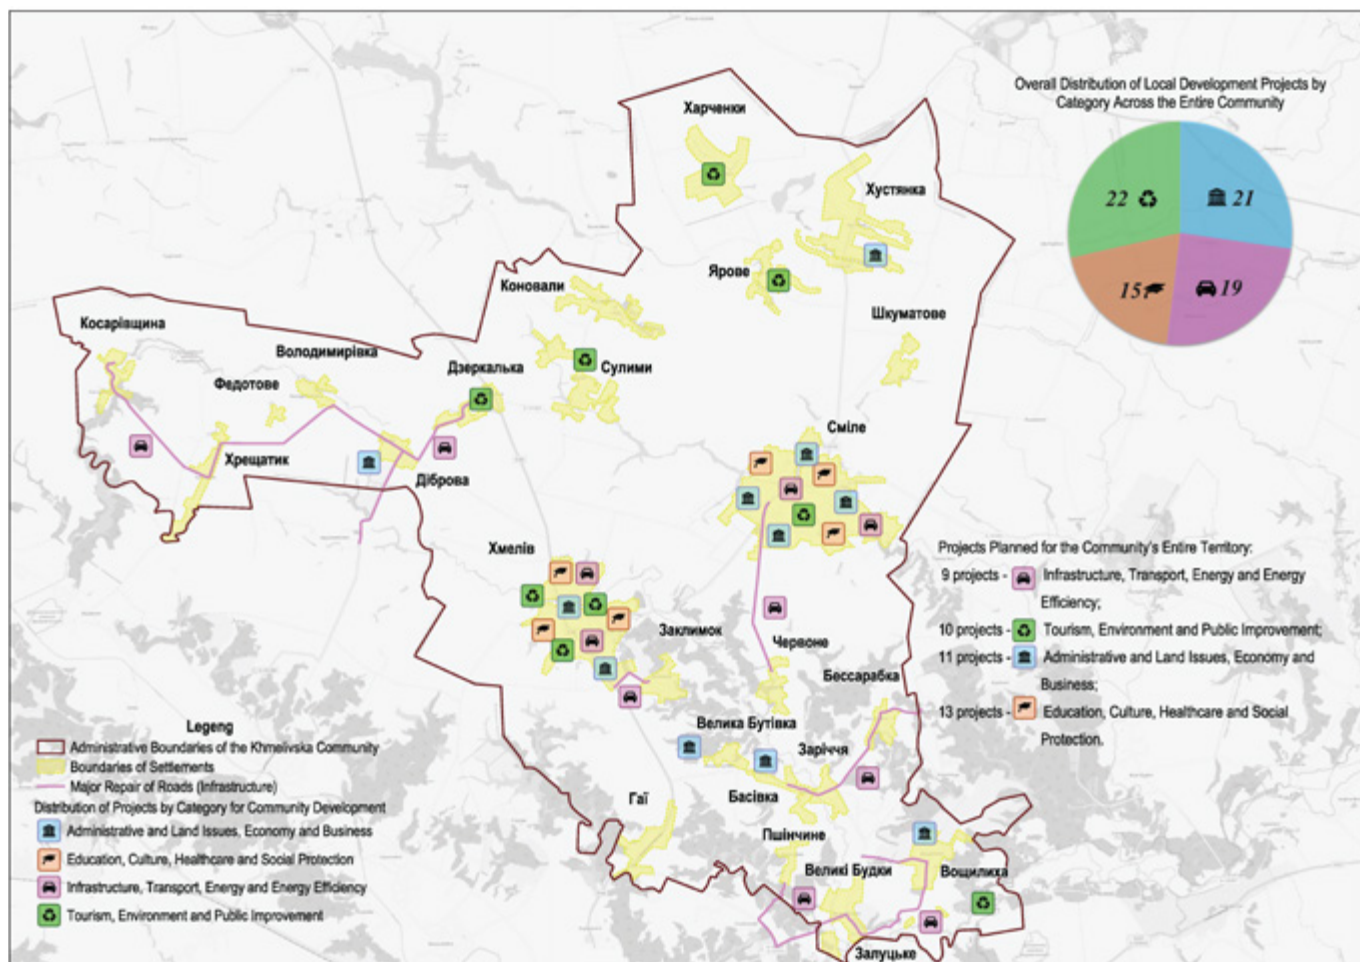 Overall Distribution of Local Development Projects by
Category Across the Entire Community
22
21
15
19
Харченки
Хустянка
Ярове
Коновали
Шкуматове
Косарівщина
Володимирівка
Дзеркалька
Сулими
Федотове
Сміле
Хрещатик
Діброва
Хмелів
Заклимок
Червоне
Бессарабка
Велика Бутівка
Заріччя
Басівка
Гаї
Пшінчине
Великі Будки
Вощилиха
Залуцьке
Projects Planned for the Community's Entire Territory:
9 projects - Infrastructure, Transport, Energy and Energy
Efficiency;
10 projects - Tourism, Environment and Public Improvement;
11 projects - Administrative and Land Issues, Economy and
Business;
13 projects - Education, Culture, Healthcare and Social
Protection.
Legeng
Administrative Boundaries of the Khmelivska Community
Boundaries of Settlements
Major Repair of Roads (Infrastructure)
Distribution of Projects by Category for Community Development
Administrative and Land Issues, Economy and Business
Education, Culture, Healthcare and Social Protection
Infrastructure, Transport, Energy and Energy Efficiency
Tourism, Environment and Public Improvement